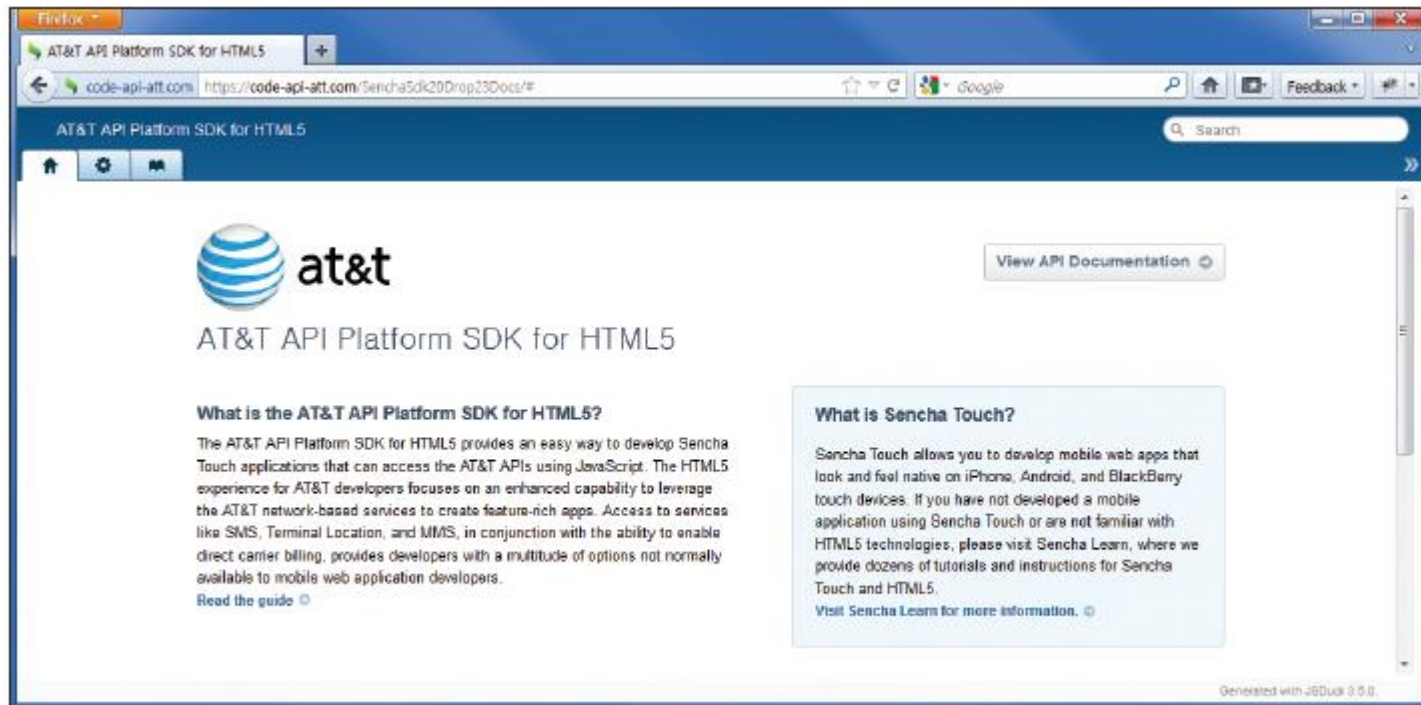 Firefox
AT&T API Platform SDK for HTML5
code-api-att.com https://code-api-att.com/SenchaSdk20Drop23Docs/#
Google
Feedback
AT&T API Platform SDK for HTML5
Search
at&t
View API Documentation
AT&T API Platform SDK for HTML5
What is the AT&T API Platform SDK for HTML5?
The AT&T API Platform SDK for HTML5 provides an easy way to develop Sencha
Touch applications that can access the AT&T APIs using JavaScript. The HTML5
experience for AT&T developers focuses on an enhanced capability to leverage
the AT&T network-based services to create feature-rich apps. Access to services
like SMS, Terminal Location, and MMS, in conjunction with the ability to enable
direct carrier billing, provides developers with a multitude of options not normally
available to mobile web application developers.
Read the guide
What is Sencha Touch?
Sencha Touch allows you to develop mobile web apps that
look and feel native on iPhone, Android, and BlackBerry
touch devices. If you have not developed a mobile
application using Sencha Touch or are not familiar with
HTML5 technologies, please visit Sencha Learn, where we
provide dozens of tutorials and instructions for Sencha
Touch and HTML5.
Visit Sencha Learn for more information.
Generated with JSDuck